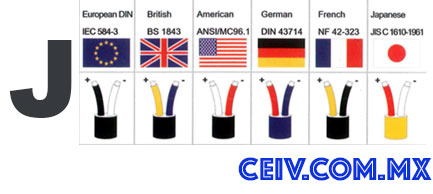 J
European DIN British American German French Japanese
IEC 584-3 BS 1843 ANSI/MC96.1 DIN 43714 NF 42-323 JIS C 1610-1961
+ - + - + - + - + - + -
CEIV.COM.MX